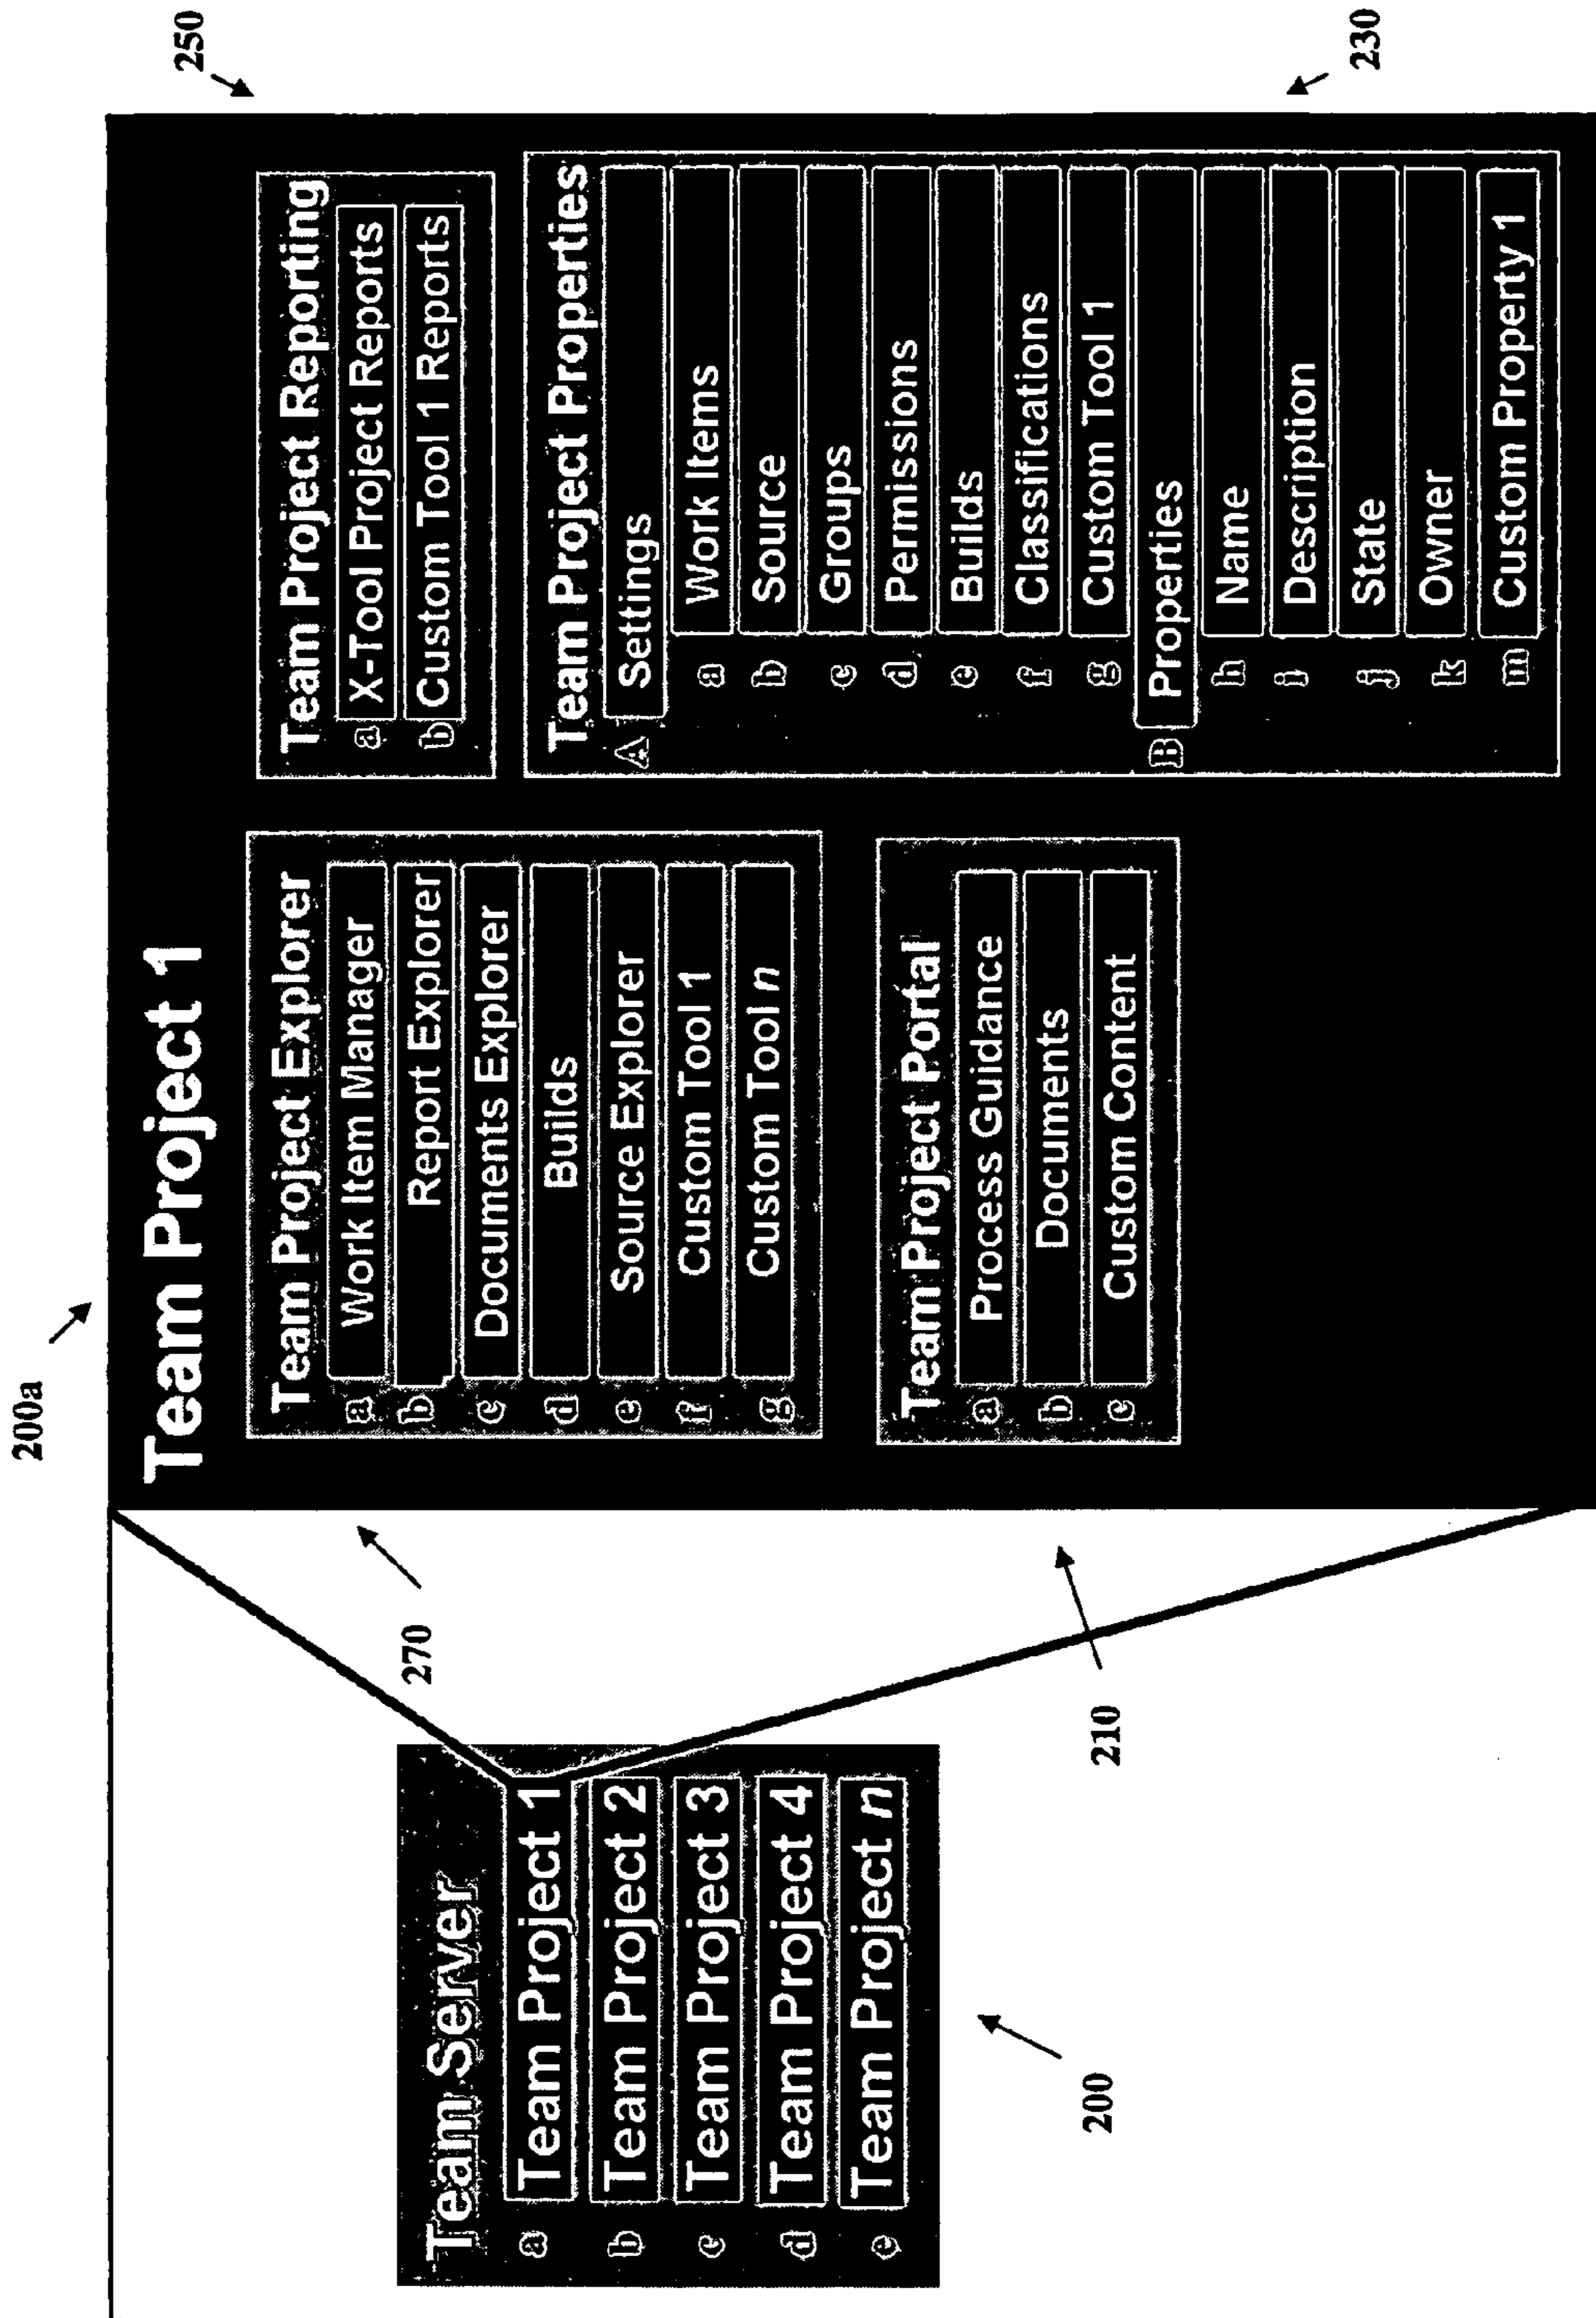 200a
250
230
270
210
200
Team Server
a Team Project 1
b Team Project 2
c Team Project 3
d Team Project 4
e Team Project n
Team Project 1
Team Project Explorer
a Work Item Manager
b Report Explorer
c Documents Explorer
d Builds
e Source Explorer
f Custom Tool 1
g Custom Tool n
Team Project Portal
a Process Guidance
b Documents
c Custom Content
Team Project Reporting
a X-Tool Project Reports
b Custom Tool 1 Reports
Team Project Properties
A Settings
a Work Items
b Source
c Groups
d Permissions
e Builds
f Classifications
g Custom Tool 1
B Properties
h Name
i Description
j State
k Owner
m Custom Property 1